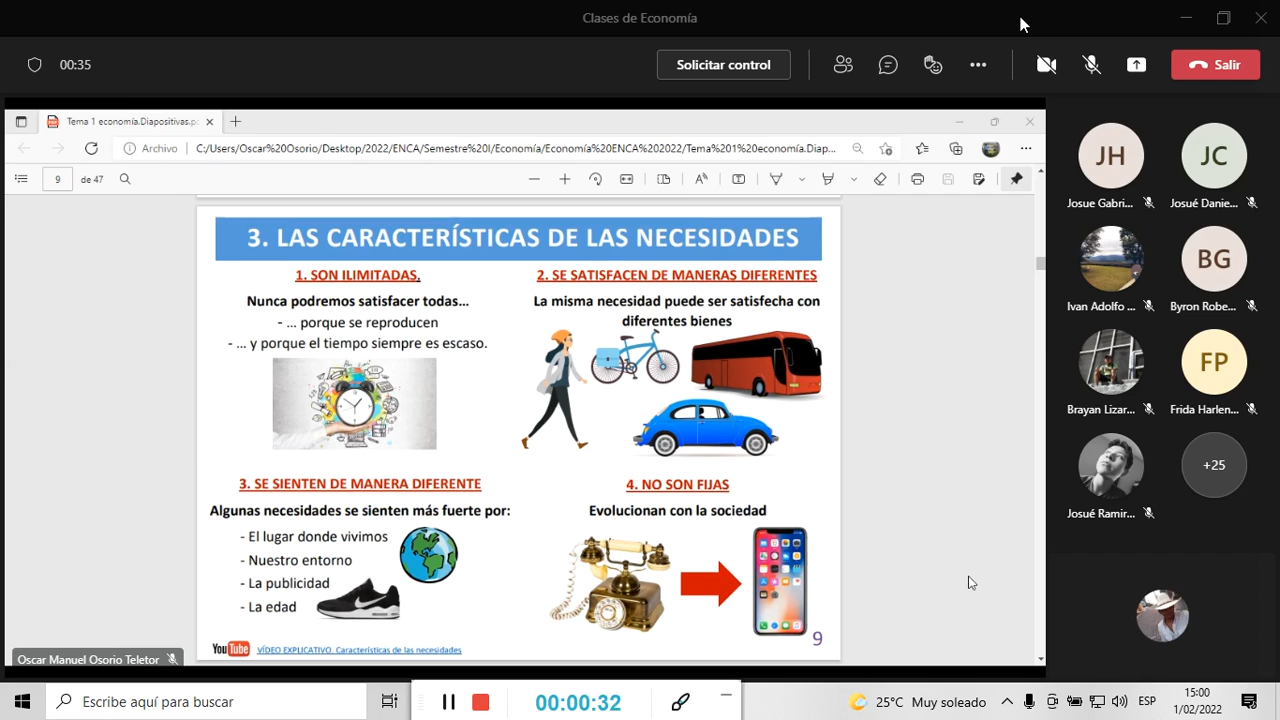 Clases de Economía
00:35
Solicitar control
Salir
Tema 1 economía.Diapositivas.pc
Archivo
C:/Users/Oscar%20Osorio/Desktop/2022/ENCA/Semestre%20I/Economía/Economía%20ENCA%202022/Tema%201%20economía.Diap...
9 de 47
3. LAS CARACTERÍSTICAS DE LAS NECESIDADES
1. SON ILIMITADAS.
Nunca podremos satisfacer todas...
- ... porque se reproducen
- ... y porque el tiempo siempre es escaso.
2. SE SATISFACEN DE MANERAS DIFERENTES
La misma necesidad puede ser satisfecha con
diferentes bienes
3. SE SIENTEN DE MANERA DIFERENTE
Algunas necesidades se sienten más fuerte por:
- El lugar donde vivimos
- Nuestro entorno
- La publicidad
- La edad
4. NO SON FIJAS
Evolucionan con la sociedad
YouTube
VÍDEO EXPLICATIVO. Características de las necesidades
9
Oscar Manuel Osorio Teletor
JH
JC
Josue Gabri...
Josué Danie...
BG
Ivan Adolfo ...
Byron Robe...
FP
Brayan Lizar...
Frida Harlen...
+25
Josué Ramir...
Escribe aquí para buscar
00:00:32
25°C Muy soleado
ESP
15:00
1/02/2022